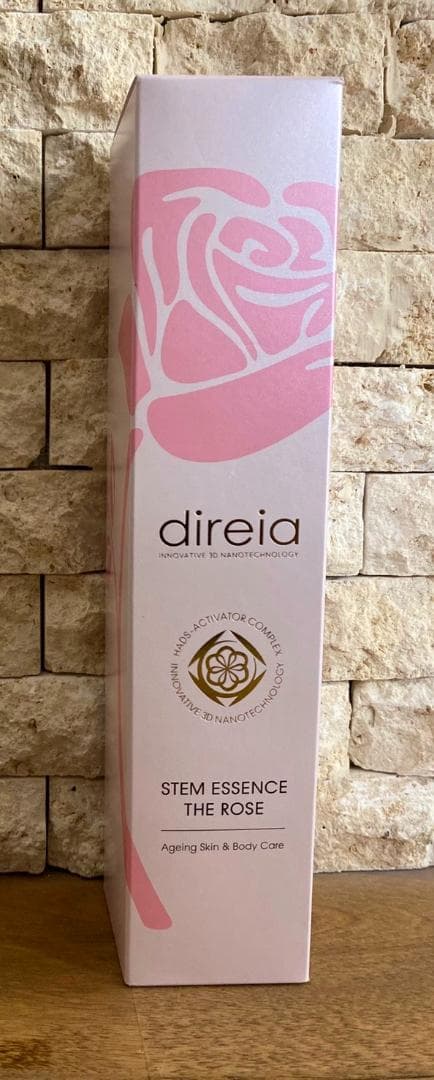 direia
INNOVATIVE 3D NANOTECHNOLOGY
HADS-ACTIVATOR COMPLEX
INNOVATIVE 3D NANOTECHNOLOGY
STEM ESSENCE
THE ROSE
Ageing Skin & Body Care